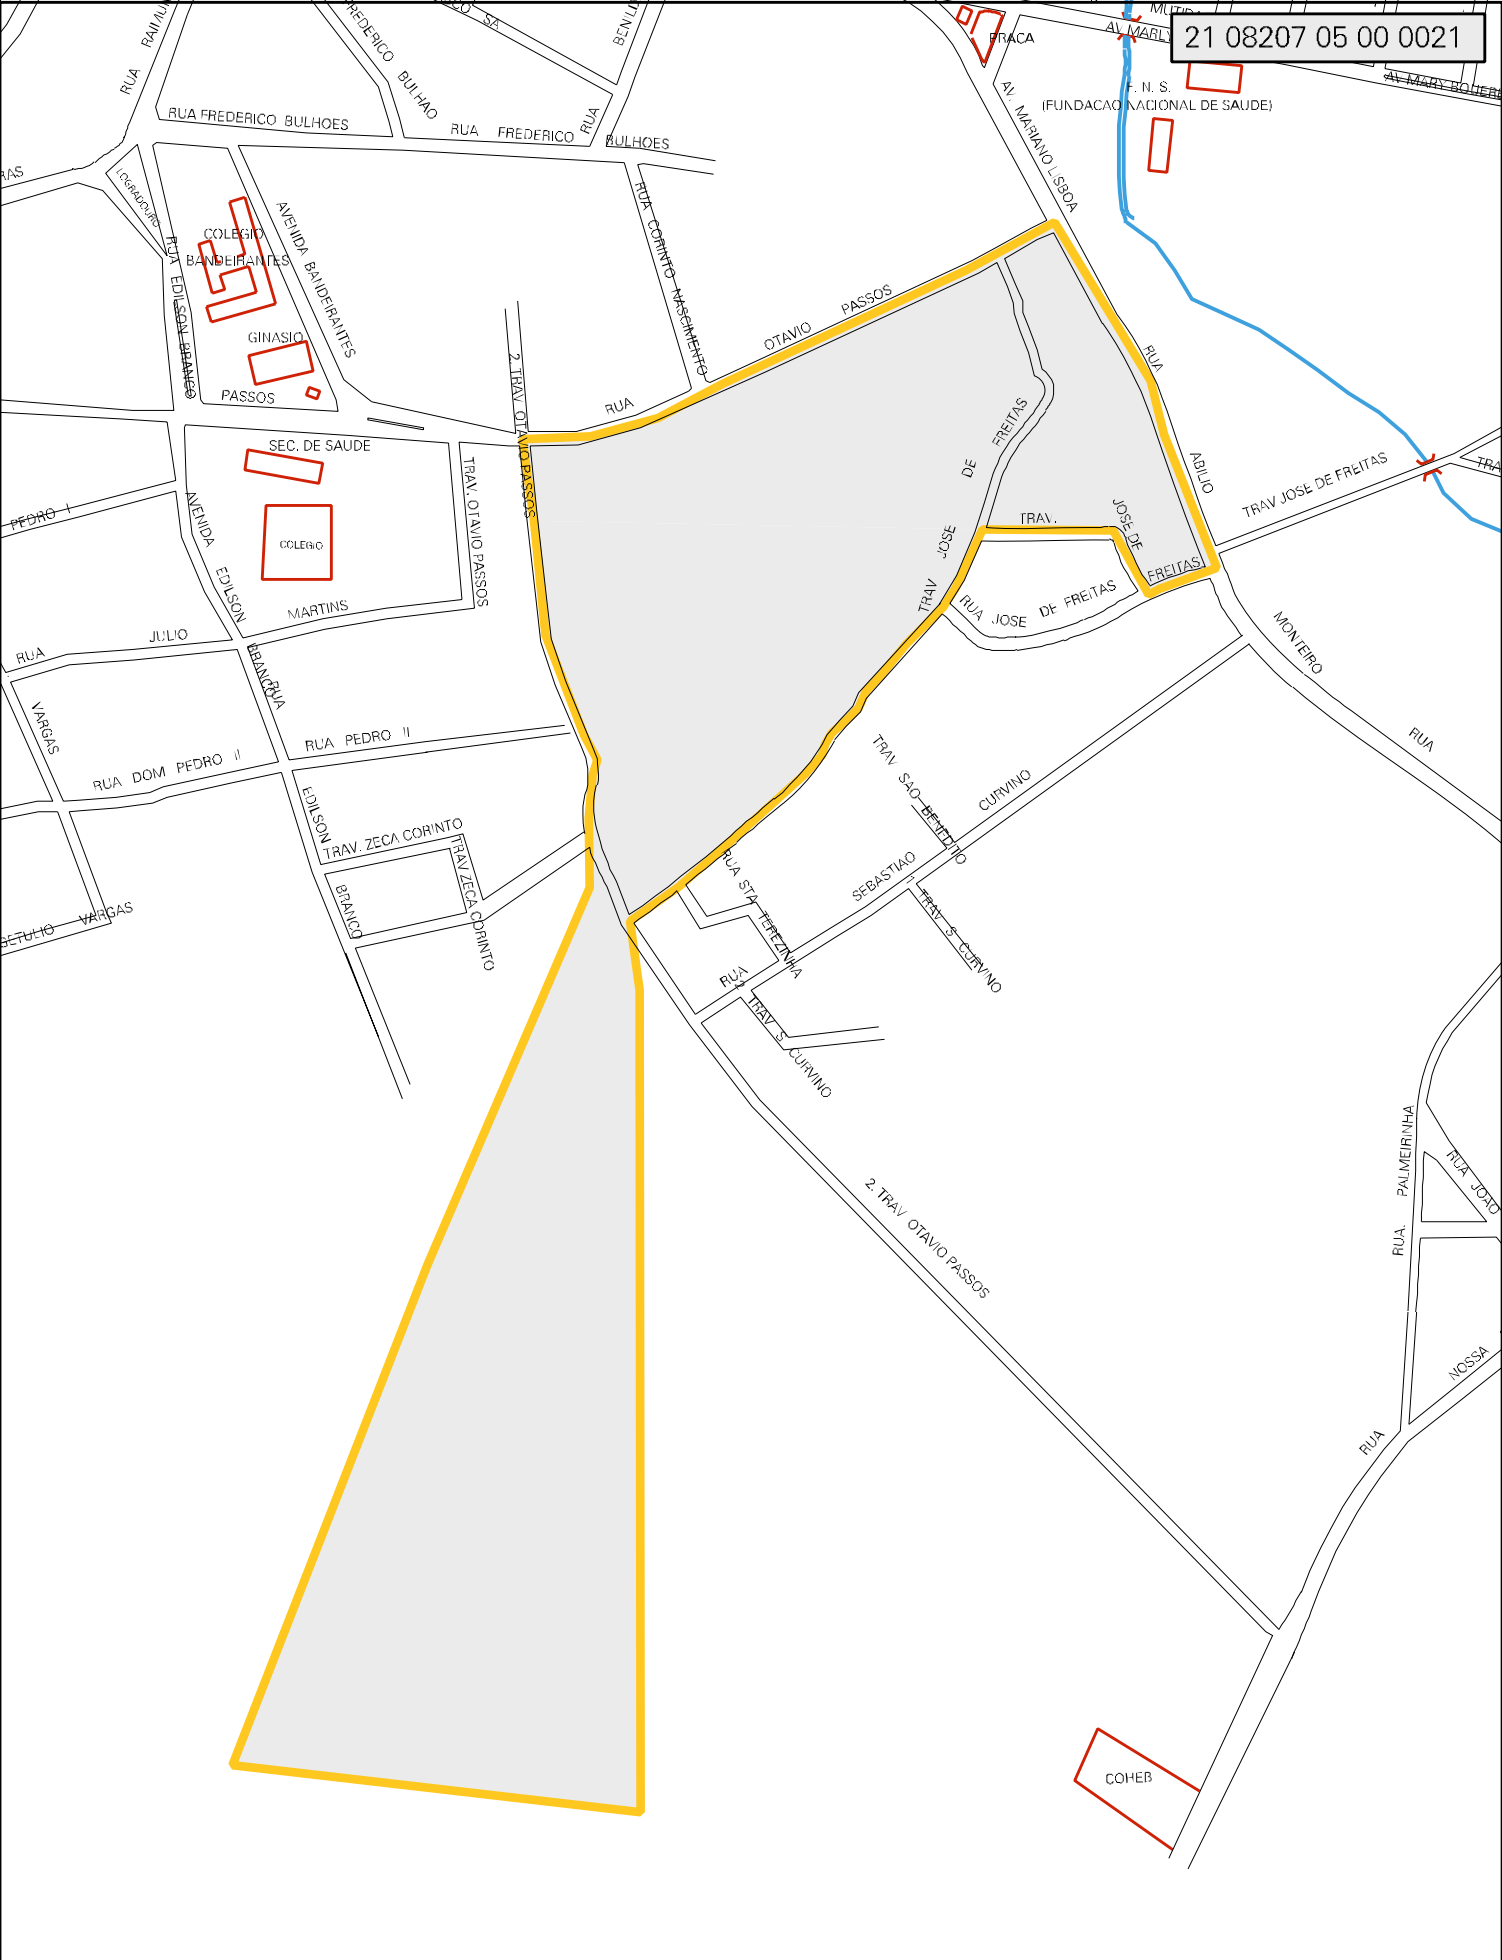 21 08207 05 00 0021
SA
RUA
FREDERICO BULHAO
RUA
PRACA
AV. MARIANO LISBOA
F. N. S.
(FUNDACAO NACIONAL DE SAUDE)
RUA FREDERICO BULHOES
RUA FREDERICO BULHOES
LOGRADOURO
COLEGIO
BANDEIRANTES
AVENIDA BANDEIRANTES
RUA EDILSON BRANCO
GINASIO
PASSOS
RUA CORINTO NASCIMENTO
RUA OTAVIO PASSOS
2. TRAV. OTAVIO PASSOS
SEC. DE SAUDE
COLEGIO
TRAV. OTAVIO PASSOS
PEDRO I
AVENIDA EDILSON BRANCO
RUA JULIO MARTINS
RUA
VARGAS
RUA DOM PEDRO II
RUA PEDRO II
EDILSON BRANCO
TRAV. ZECA CORINTO
TRAV ZECA CORINTO
GETULIO VARGAS
TRAV JOSE DE FREITAS
TRAV. JOSE DE FREITAS
RUA JOSE DE FREITAS
RUA ABILIO MONTEIRO
TRAV JOSE DE FREITAS
RUA
TRAV SAO BENEDITO
RUA SEBASTIAO CURVINO
RUA STA TEREZINHA
TRAV S CURVINO
2 TRAV S CURVINO
2. TRAV OTAVIO PASSOS
RUA. PALMEIRINHA
RUA JOAO
RUA NOSSA
COHEB